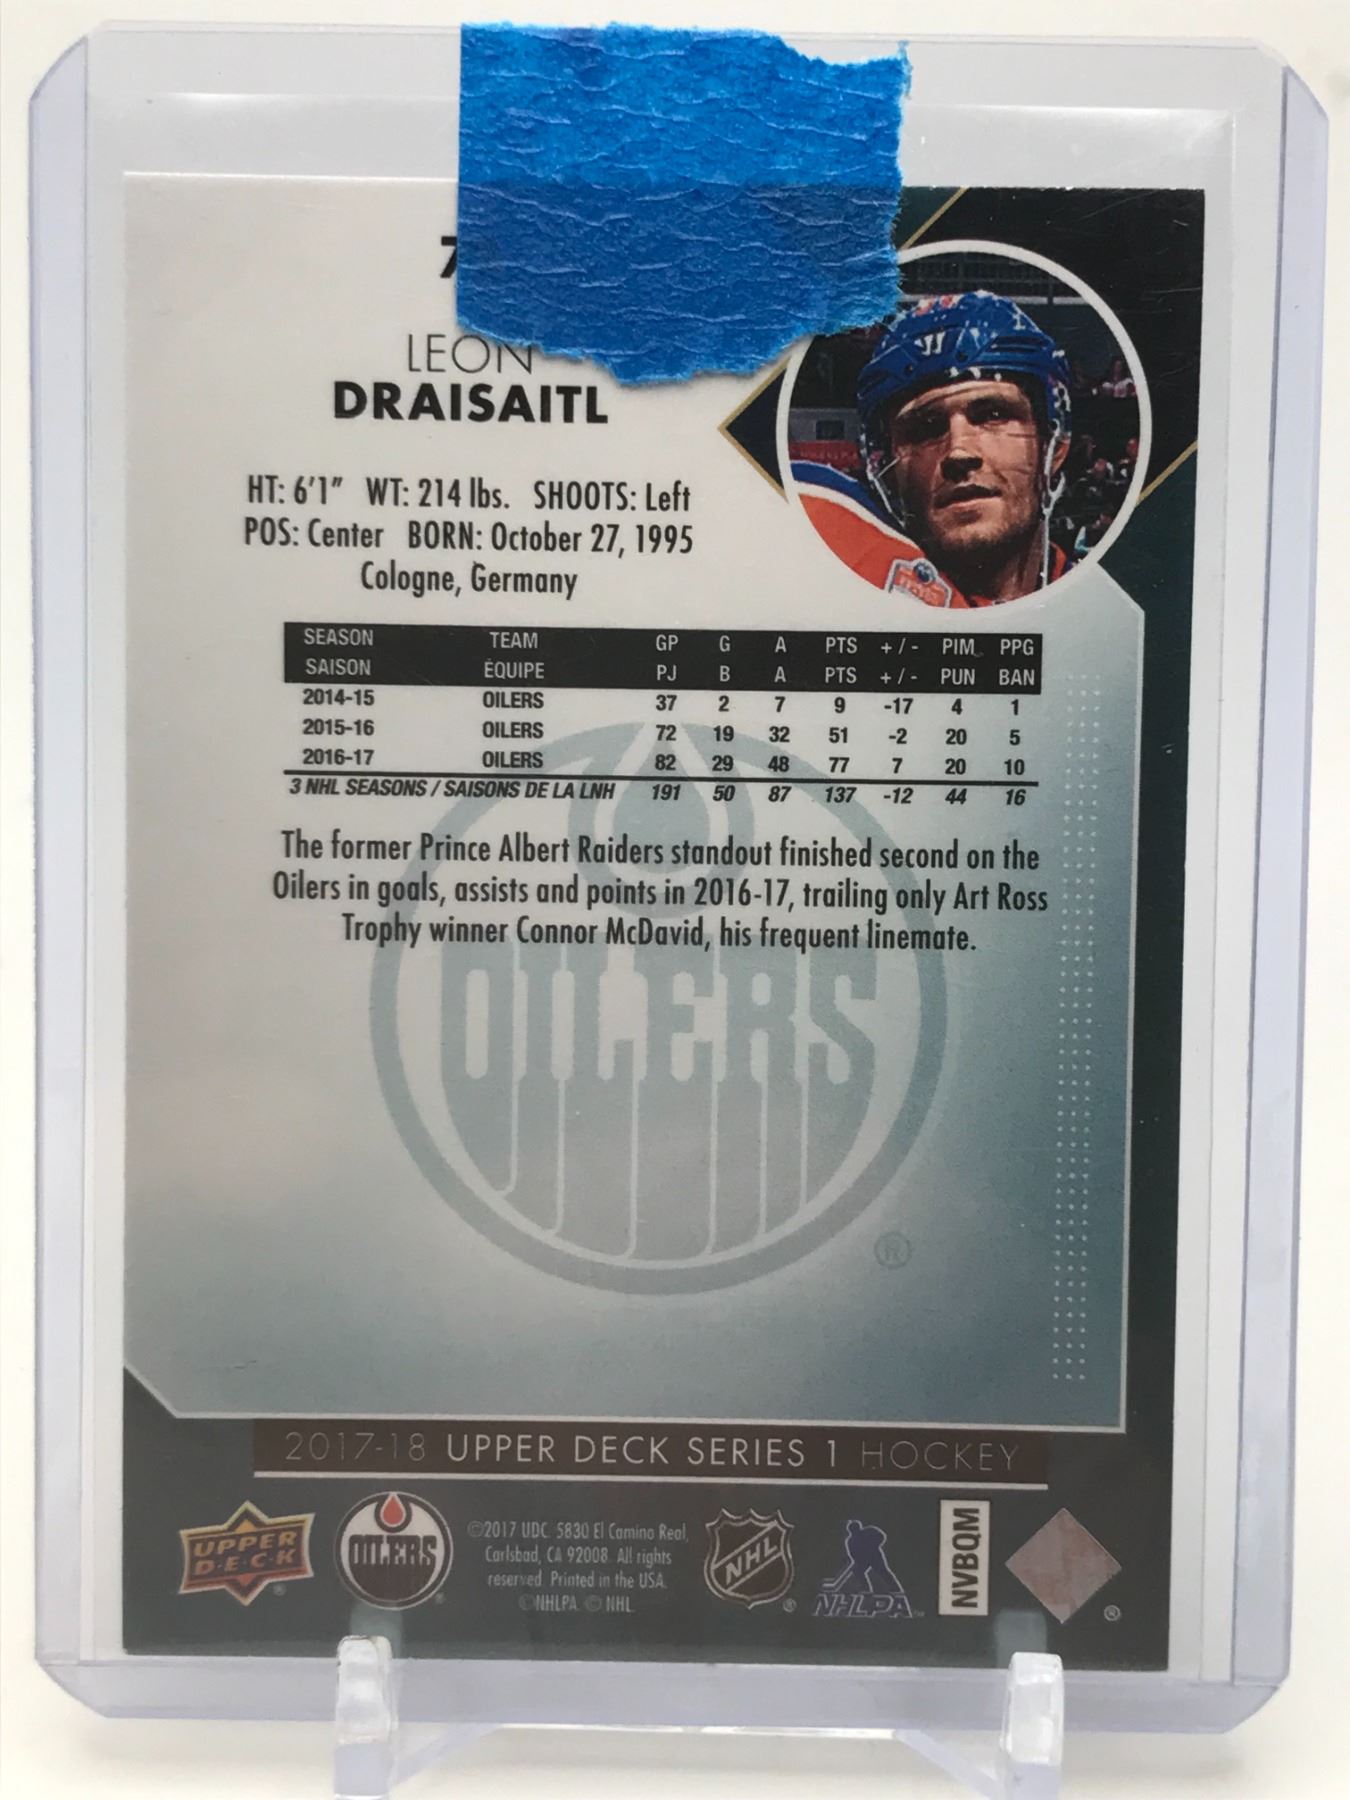 7
LEON
DRAISAITL
HT: 6'1" WT: 214 lbs. SHOOTS: Left
POS: Center BORN: October 27, 1995
Cologne, Germany
SEASON TEAM GP G A PTS + / - PIM PPG
SAISON ÉQUIPE PJ B A PTS + / - PUN BAN
2014-15 OILERS 37 2 7 9 -17 4 1
2015-16 OILERS 72 19 32 51 -2 20 5
2016-17 OILERS 82 29 48 77 7 20 10
3 NHL SEASONS / SAISONS DE LA LNH 191 50 87 137 -12 44 16
The former Prince Albert Raiders standout finished second on the
Oilers in goals, assists and points in 2016-17, trailing only Art Ross
Trophy winner Connor McDavid, his frequent linemate.
OILERS
®
2017-18 UPPER DECK SERIES 1 HOCKEY
UPPER
D·E·C·K
®
OILERS
®
©2017 UDC. 5830 El Camino Real,
Carlsbad, CA 92008. All rights
reserved. Printed in the USA.
©NHLPA. © NHL.
NHL
®
NHLPA™
NVBQM
®